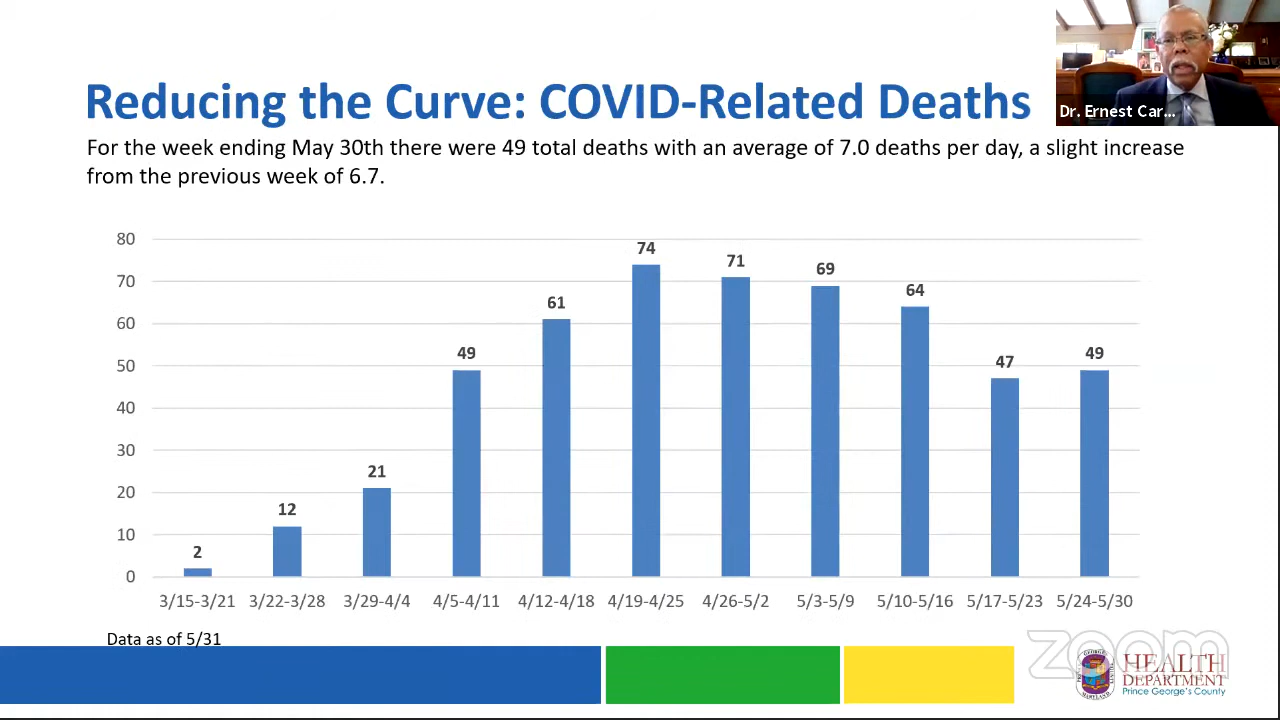 Reducing the Curve: COVID-Related Deaths
Dr. Ernest Car...
For the week ending May 30th there were 49 total deaths with an average of 7.0 deaths per day, a slight increase
from the previous week of 6.7.
80
70
60
50
40
30
20
10
0
2
12
21
49
61
74
71
69
64
47
49
3/15-3/21 3/22-3/28 3/29-4/4 4/5-4/11 4/12-4/18 4/19-4/25 4/26-5/2 5/3-5/9 5/10-5/16 5/17-5/23 5/24-5/30
Data as of 5/31
zoom
HEALTH
DEPARTMENT
Prince George's County